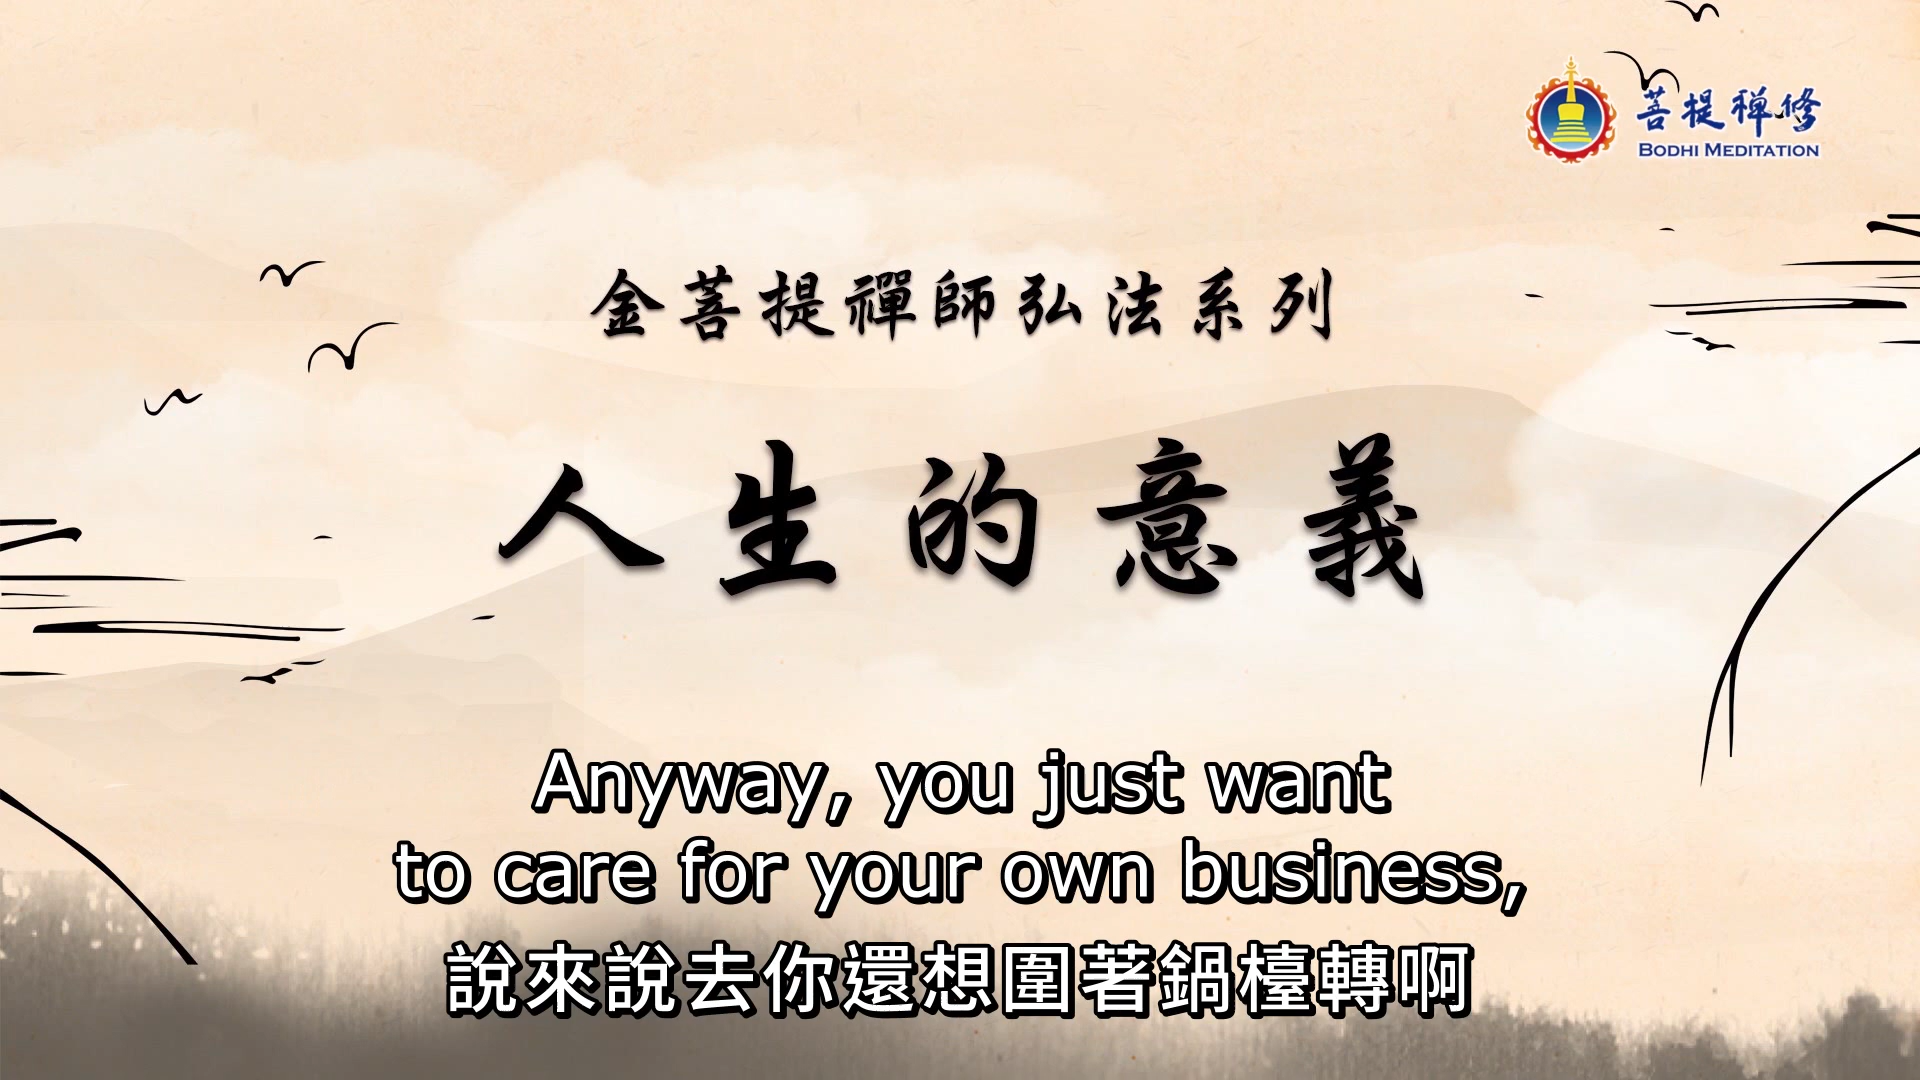 菩提禪修
BODHI MEDITATION
金菩提禪師弘法系列
人生的意義
Anyway, you just want
to care for your own business,
說來說去你還想圍著鍋檯轉啊